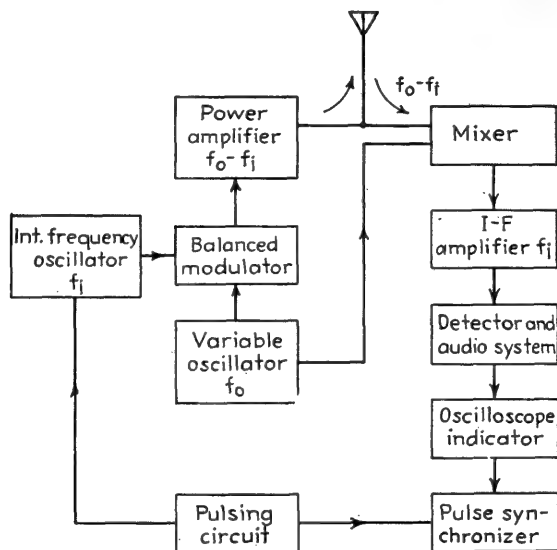 f₀-fᵢ
Power
amplifier
f₀-fᵢ
Mixer
Int. frequency
oscillator
fᵢ
Balanced
modulator
I-F
amplifier fᵢ
Variable
oscillator
f₀
Detector and
audio system
Oscilloscope
indicator
Pulsing
circuit
Pulse syn-
chronizer